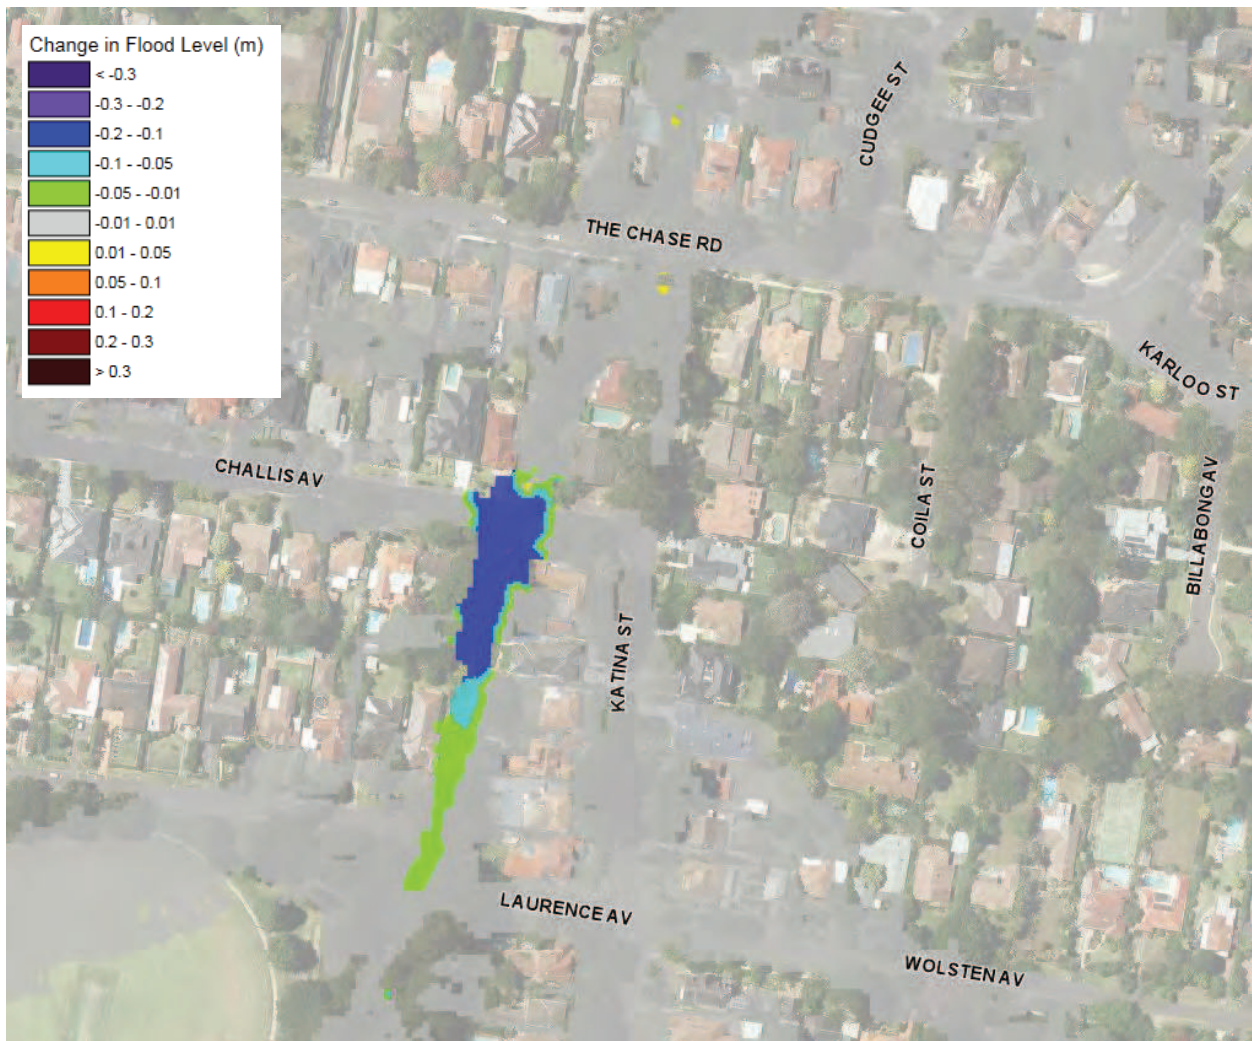 Change in Flood Level (m)
< -0.3
-0.3 - -0.2
-0.2 - -0.1
-0.1 - -0.05
-0.05 - -0.01
-0.01 - 0.01
0.01 - 0.05
0.05 - 0.1
0.1 - 0.2
0.2 - 0.3
> 0.3
CUDGEE ST
THE CHASE RD
KARLOO ST
CHALLIS AV
COILA ST
BILLABONG AV
KATINA ST
LAURENCE AV
WOLSTEN AV